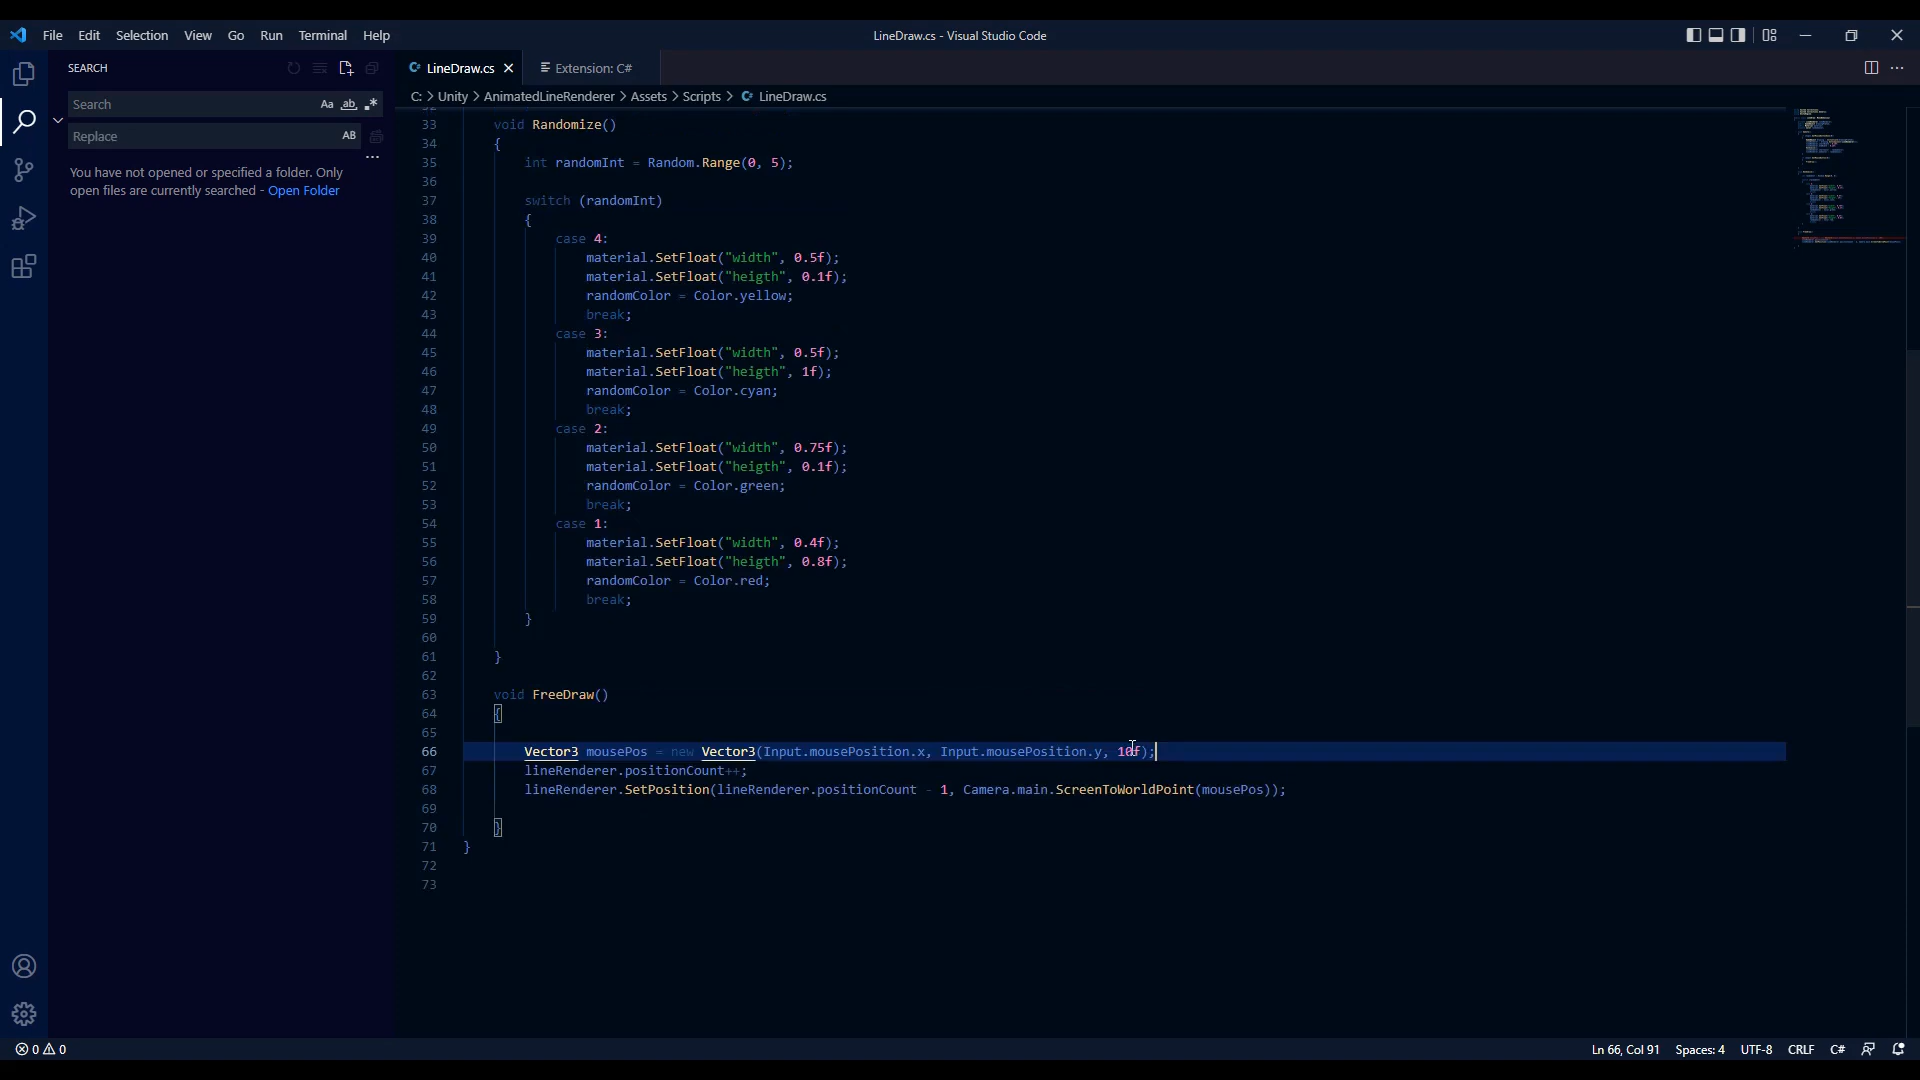 File Edit Selection View Go Run Terminal Help
LineDraw.cs - Visual Studio Code
SEARCH
LineDraw.cs
Extension: C#
C: > Unity > AnimatedLineRenderer > Assets > Scripts > LineDraw.cs
Search Aa ab
Replace AB
You have not opened or specified a folder. Only
open files are currently searched - Open Folder
33 void Randomize()
34 {
35 int randomInt = Random.Range(0, 5);
36
37 switch (randomInt)
38 {
39 case 4:
40 material.SetFloat("width", 0.5f);
41 material.SetFloat("heigth", 0.1f);
42 randomColor = Color.yellow;
43 break;
44 case 3:
45 material.SetFloat("width", 0.5f);
46 material.SetFloat("heigth", 1f);
47 randomColor = Color.cyan;
48 break;
49 case 2:
50 material.SetFloat("width", 0.75f);
51 material.SetFloat("heigth", 0.1f);
52 randomColor = Color.green;
53 break;
54 case 1:
55 material.SetFloat("width", 0.4f);
56 material.SetFloat("heigth", 0.8f);
57 randomColor = Color.red;
58 break;
59 }
60
61 }
62
63 void FreeDraw()
64 {
65
66 Vector3 mousePos = new Vector3(Input.mousePosition.x, Input.mousePosition.y, 10f);
67 lineRenderer.positionCount++;
68 lineRenderer.SetPosition(lineRenderer.positionCount - 1, Camera.main.ScreenToWorldPoint(mousePos));
69
70 }
71 }
72
73
0 0
Ln 66, Col 91 Spaces: 4 UTF-8 CRLF C#